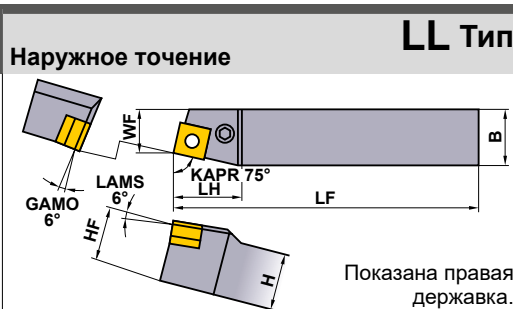 LL Тип
Наружное точение
WF
B
KAPR 75°
LAMS
6°
LH
LF
GAMO
6°
HF
H
Показана правая
державка.